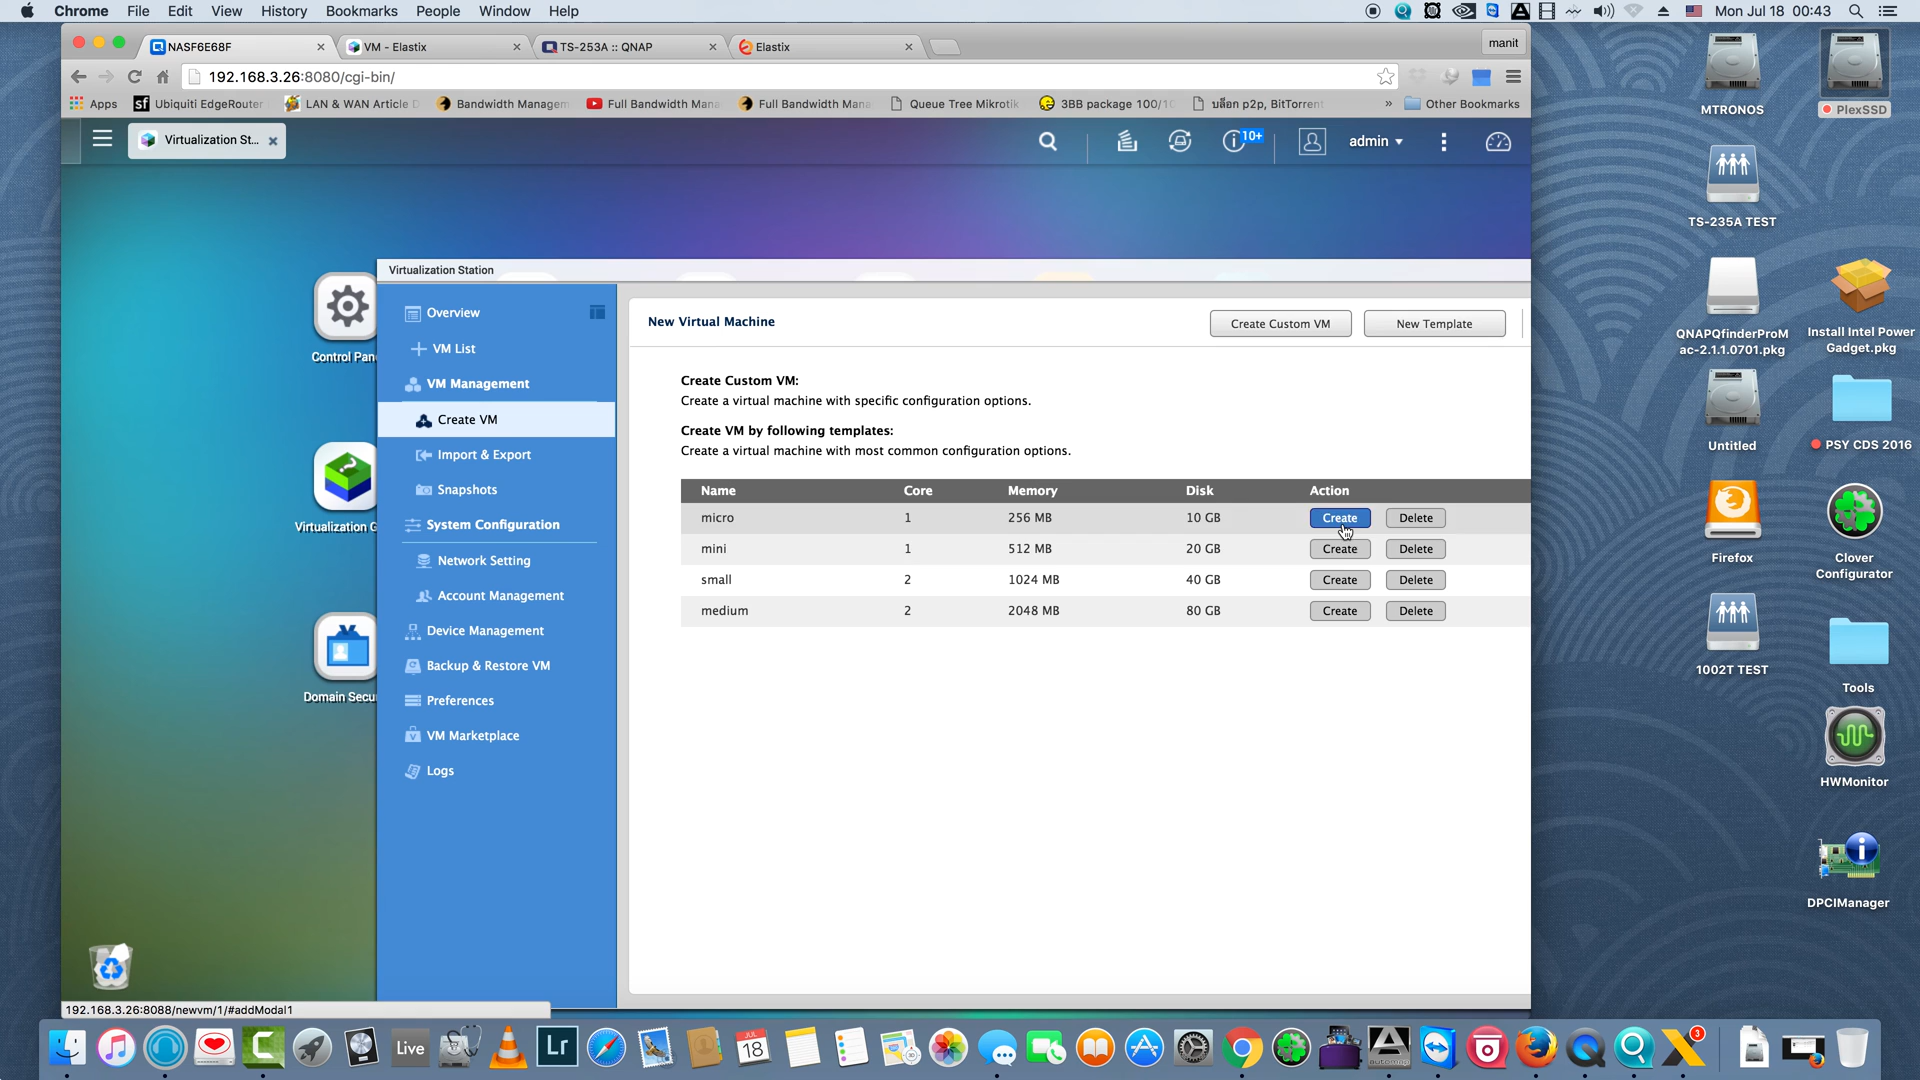 Chrome File Edit View History Bookmarks People Window Help
Mon Jul 18 00:43
NASF6E68F
VM - Elastix
TS-253A :: QNAP
Elastix
manit
192.168.3.26:8080/cgi-bin/
Apps
Ubiquiti EdgeRouter
LAN & WAN Article D
Bandwidth Managem
Full Bandwidth Mana
Full Bandwidth Mana
Queue Tree Mikrotik
3BB package 100/10
บล็อก p2p, BitTorrent
»
Other Bookmarks
Virtualization St...
10+
admin
Control Pane
Virtualization G
Domain Secu
Virtualization Station
Overview
VM List
VM Management
Create VM
Import & Export
Snapshots
System Configuration
Network Setting
Account Management
Device Management
Backup & Restore VM
Preferences
VM Marketplace
Logs
New Virtual Machine
Create Custom VM
New Template
Create Custom VM:
Create a virtual machine with specific configuration options.
Create VM by following templates:
Create a virtual machine with most common configuration options.
Name Core Memory Disk Action
micro 1 256 MB 10 GB Create Delete
mini 1 512 MB 20 GB Create Delete
small 2 1024 MB 40 GB Create Delete
medium 2 2048 MB 80 GB Create Delete
192.168.3.26:8088/newvm/1/#addModal1
MTRONOS
PlexSSD
TS-235A TEST
QNAPQfinderProM
ac-2.1.1.0701.pkg
Install Intel Power
Gadget.pkg
Untitled
PSY CDS 2016
Firefox
Clover
Configurator
1002T TEST
Tools
HWMonitor
DPCIManager
Live
Lr
JUL
18
3